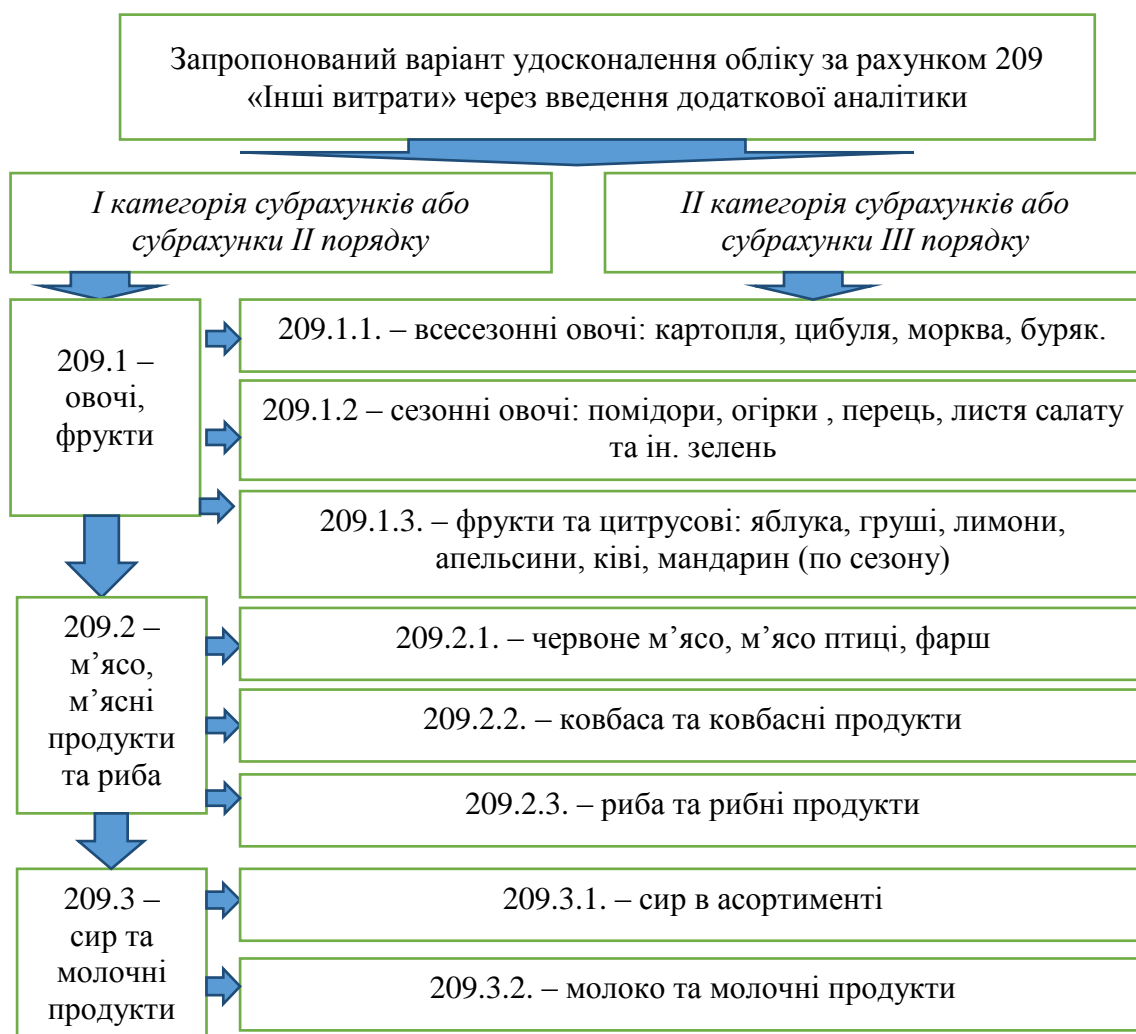 Запропонований варіант удосконалення обліку за рахунком 209
«Інші витрати» через введення додаткової аналітики
І категорія субрахунків або
субрахунки ІІ порядку
ІІ категорія субрахунків або
субрахунки ІІІ порядку
209.1 –
овочі,
фрукти
209.1.1. – всесезонні овочі: картопля, цибуля, морква, буряк.
209.1.2 – сезонні овочі: помідори, огірки , перець, листя салату
та ін. зелень
209.1.3. – фрукти та цитрусові: яблука, груші, лимони,
апельсини, ківі, мандарин (по сезону)
209.2 –
м’ясо,
м’ясні
продукти
та риба
209.2.1. – червоне м’ясо, м’ясо птиці, фарш
209.2.2. – ковбаса та ковбасні продукти
209.2.3. – риба та рибні продукти
209.3 –
сир та
молочні
продукти
209.3.1. – сир в асортименті
209.3.2. – молоко та молочні продукти